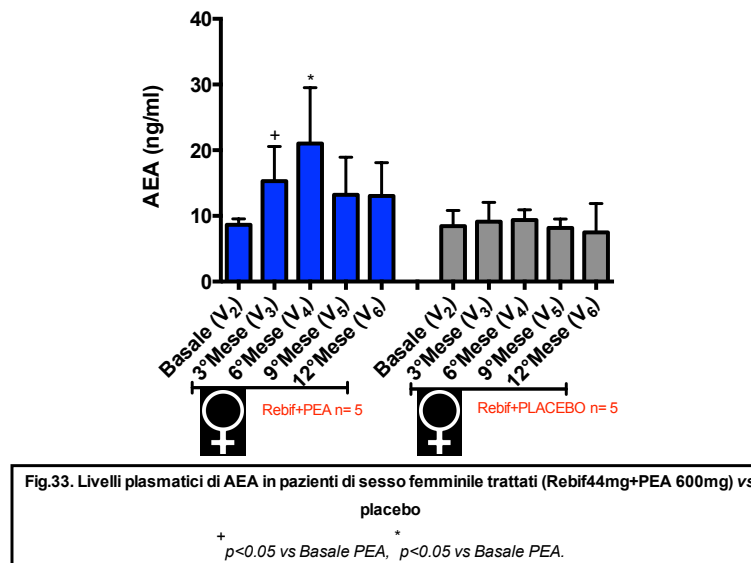 40
30
20
10
0
AEA (ng/ml)
+
*
Basale (V2)
3°Mese (V3)
6°Mese (V4)
9°Mese (V5)
12°Mese (V6)
Basale (V2)
3°Mese (V3)
6°Mese (V4)
9°Mese (V5)
12°Mese (V6)
Rebif+PEA n= 5
Rebif+PLACEBO n= 5
Fig.33. Livelli plasmatici di AEA in pazienti di sesso femminile trattati (Rebif44mg+PEA 600mg) vs
placebo
+ p<0.05 vs Basale PEA, * p<0.05 vs Basale PEA.